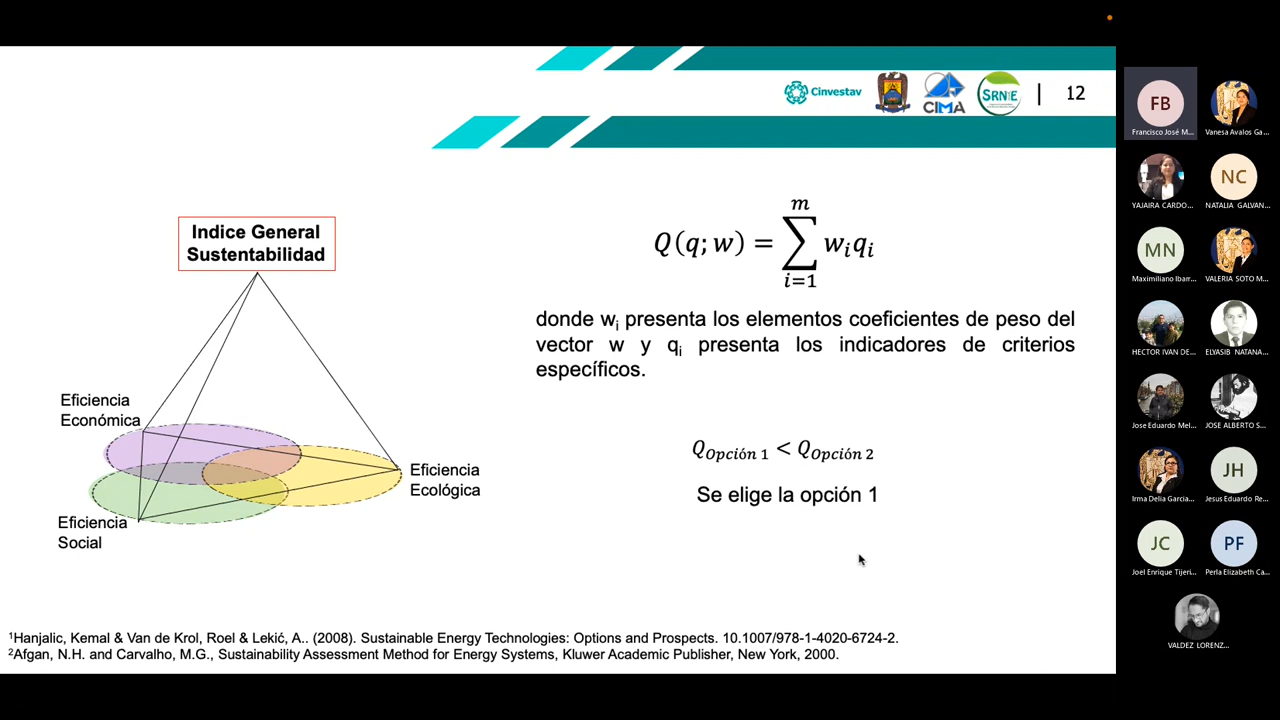 Cinvestav
CIMA
SRNyE
12
Indice General
Sustentabilidad
Eficiencia
Económica
Eficiencia
Ecológica
Eficiencia
Social
Q(q;w) = ∑_{i=1}^{m} w_i q_i
donde w_i presenta los elementos coeficientes de peso del
vector w y q_i presenta los indicadores de criterios
específicos.
Q_{Opción 1} < Q_{Opción 2}
Se elige la opción 1
¹Hanjalic, Kemal & Van de Krol, Roel & Lekić, A.. (2008). Sustainable Energy Technologies: Options and Prospects. 10.1007/978-1-4020-6724-2.
²Afgan, N.H. and Carvalho, M.G., Sustainability Assessment Method for Energy Systems, Kluwer Academic Publisher, New York, 2000.
FB
Francisco José M...
Vanesa Avalos Ga...
YAJAIRA CARDO...
NC
NATALIA GALVAN...
MN
Maximiliano Ibarr...
VALERIA SOTO M...
HECTOR IVAN DE...
ELYASIB NATANA...
Jose Eduardo Mel...
JOSE ALBERTO S...
Irma Delia Garcia...
JH
Jesus Eduardo Re...
JC
Joel Enrique Tijeri...
PF
Perla Elizabeth Ca...
VALDEZ LORENZ...